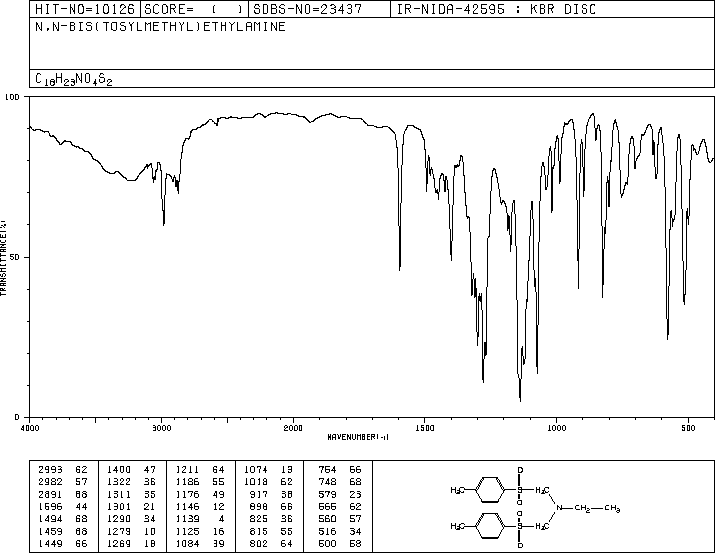 HIT-NO=10126 SCORE= ( ) SDBS-NO=23437 IR-NIDA-42595 : KBR DISC
N,N-BIS(TOSYLMETHYL)ETHYLAMINE
C18H23NO4S2
100
50
0
TRANSMITTANCE(%)
4000 3000 2000 1500 1000 500
WAVENUMBER(-1)
2993 62 1400 47 1211 64 1074 13 754 66
2982 57 1322 36 1186 55 1018 62 748 68
2891 68 1311 35 1176 49 917 38 579 23
1596 44 1301 21 1146 12 898 66 566 62
1494 68 1290 34 1139 4 825 36 560 57
1459 68 1279 10 1125 16 815 55 516 34
1449 66 1269 18 1084 39 802 64 500 58
O
H3C S H2C
O
N CH2 CH3
O
H3C S H2C
O